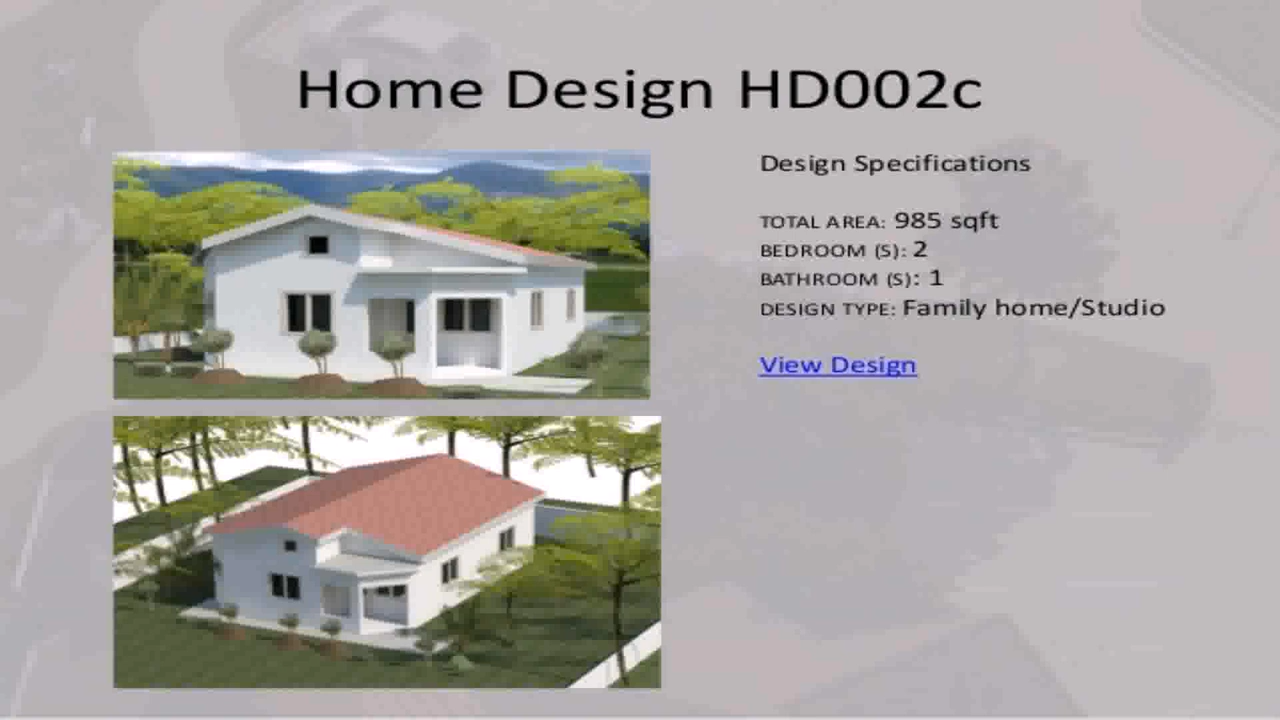 Home Design HD002c
Design Specifications
TOTAL AREA: 985 sqft
BEDROOM (S): 2
BATHROOM (S): 1
DESIGN TYPE: Family home/Studio
View Design